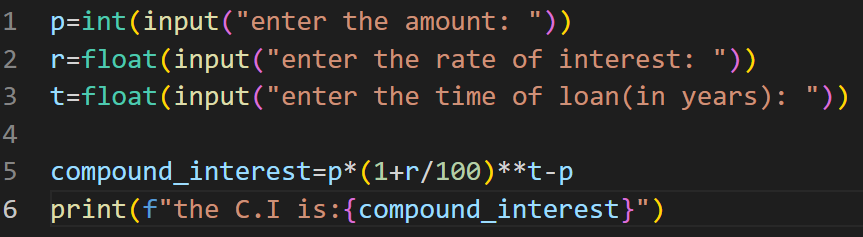 1 p=int(input("enter the amount: "))
2 r=float(input("enter the rate of interest: "))
3 t=float(input("enter the time of loan(in years): "))
4
5 compound_interest=p*(1+r/100)**t-p
6 print(f"the C.I is:{compound_interest}")